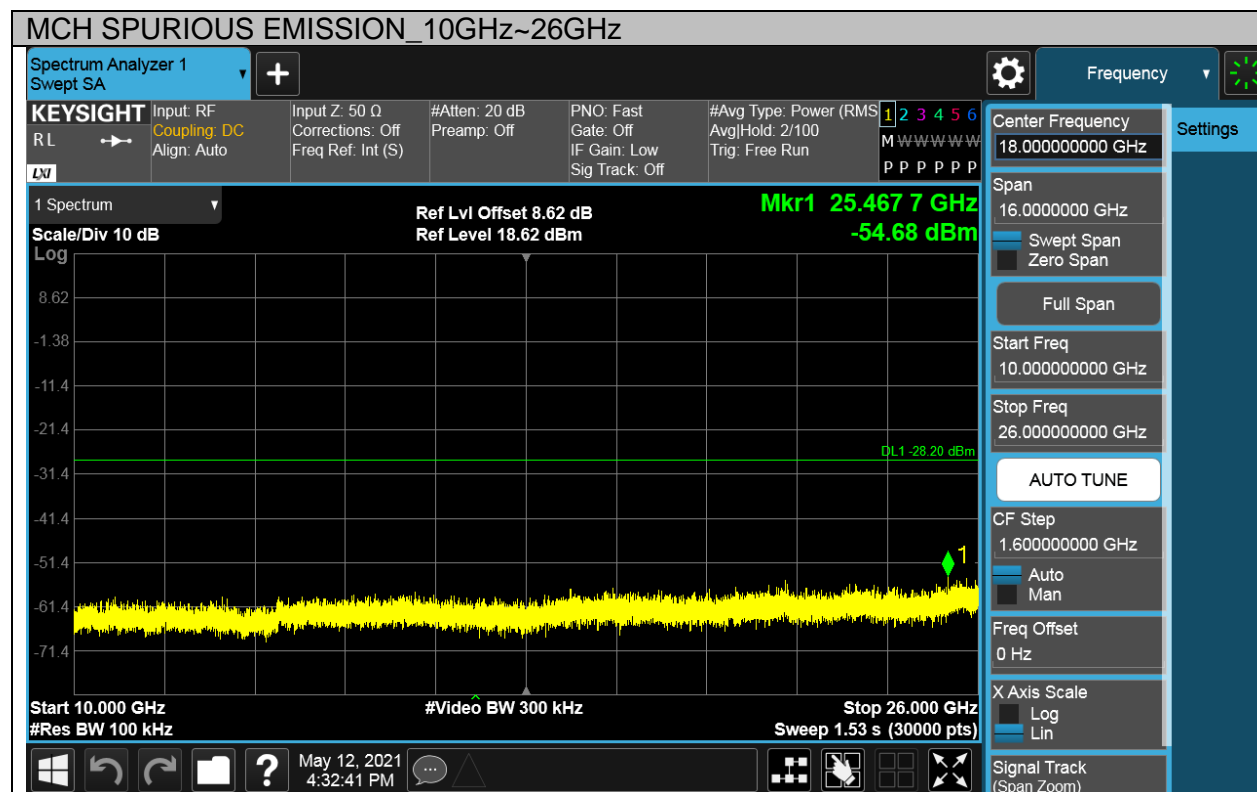 MCH SPURIOUS EMISSION_10GHz~26GHz
Spectrum Analyzer 1
Swept SA
+
Frequency
KEYSIGHT
R L
LXI
Input: RF
Coupling: DC
Align: Auto
Input Z: 50 Ω
Corrections: Off
Freq Ref: Int (S)
#Atten: 20 dB
Preamp: Off
PNO: Fast
Gate: Off
IF Gain: Low
Sig Track: Off
#Avg Type: Power (RMS
Avg|Hold: 2/100
Trig: Free Run
1 2 3 4 5 6
M W W W W W
P P P P P P
1 Spectrum
Scale/Div 10 dB
Log
Ref Lvl Offset 8.62 dB
Ref Level 18.62 dBm
Mkr1 25.467 7 GHz
-54.68 dBm
8.62
-1.38
-11.4
-21.4
DL1 -28.20 dBm
-31.4
-41.4
-51.4
1
-61.4
-71.4
Start 10.000 GHz
#Video BW 300 kHz
Stop 26.000 GHz
#Res BW 100 kHz
Sweep 1.53 s (30000 pts)
?
May 12, 2021
4:32:41 PM
Center Frequency
18.000000000 GHz
Settings
Span
16.0000000 GHz
Swept Span
Zero Span
Full Span
Start Freq
10.000000000 GHz
Stop Freq
26.000000000 GHz
AUTO TUNE
CF Step
1.600000000 GHz
Auto
Man
Freq Offset
0 Hz
X Axis Scale
Log
Lin
Signal Track
(Span Zoom)